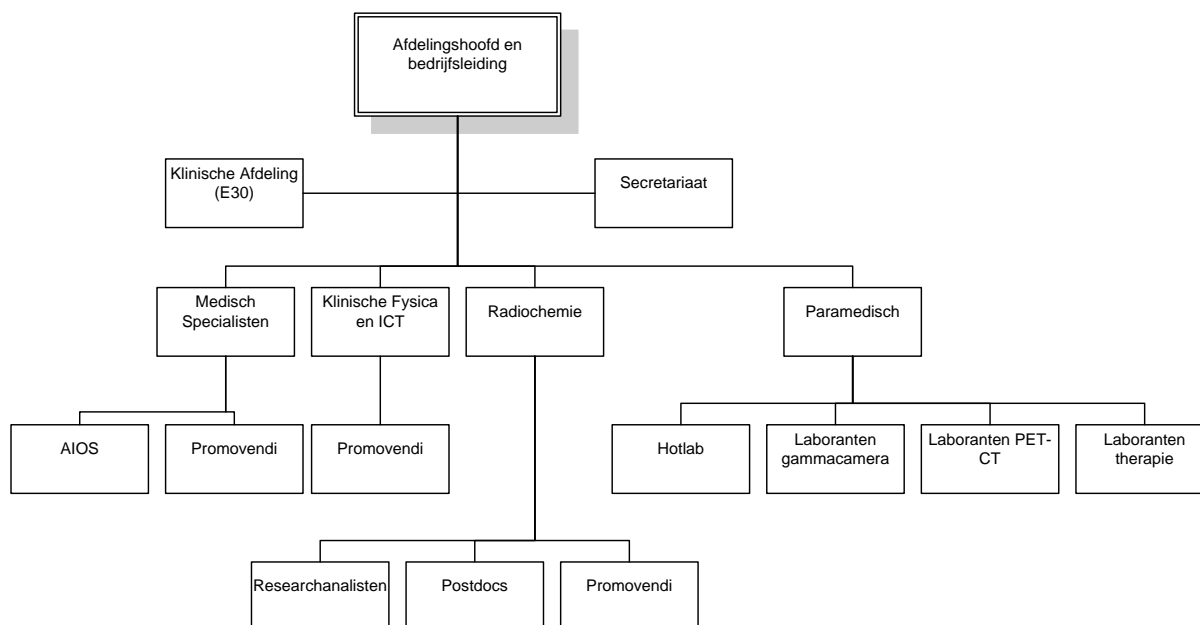 Afdelingshoofd en
bedrijfsleiding
Klinische Afdeling
(E30)
Secretariaat
Medisch
Specialisten
Klinische Fysica
en ICT
Radiochemie
Paramedisch
AIOS
Promovendi
Promovendi
Hotlab
Laboranten
gammacamera
Laboranten PET-
CT
Laboranten
therapie
Researchanalisten
Postdocs
Promovendi